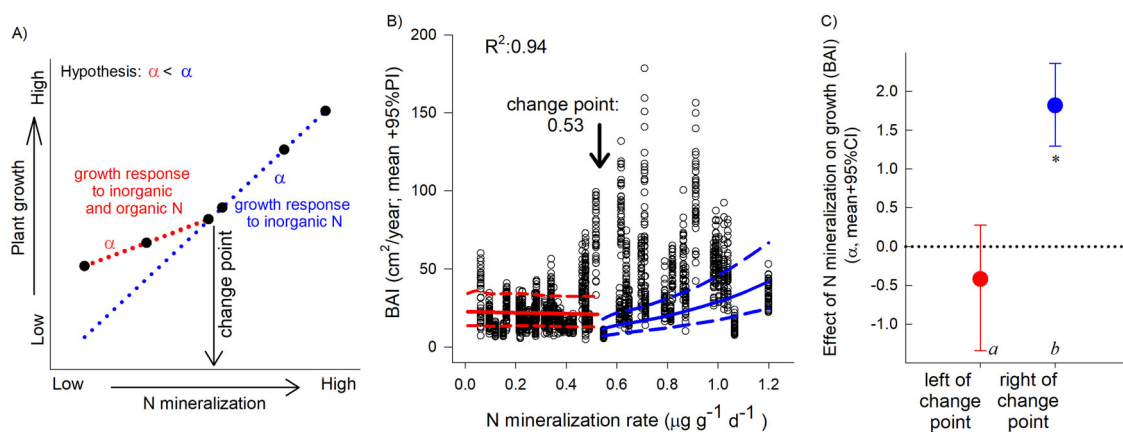 A)
Hypothesis: α < α
High
Plant growth
Low
growth response
to inorganic
and organic N
α
α
growth response
to inorganic N
change point
Low
High
N mineralization
B)
R²:0.94
change point:
0.53
BAI (cm²/year; mean +95%PI)
200
150
100
50
0
0.0 0.2 0.4 0.6 0.8 1.0 1.2
N mineralization rate (μg g⁻¹ d⁻¹)
C)
Effect of N mineralization on growth (BAI)
(α, mean+95%CI)
2.0
1.5
1.0
0.5
0.0
-0.5
-1.0
*
a
b
left of
change
point
right of
change
point